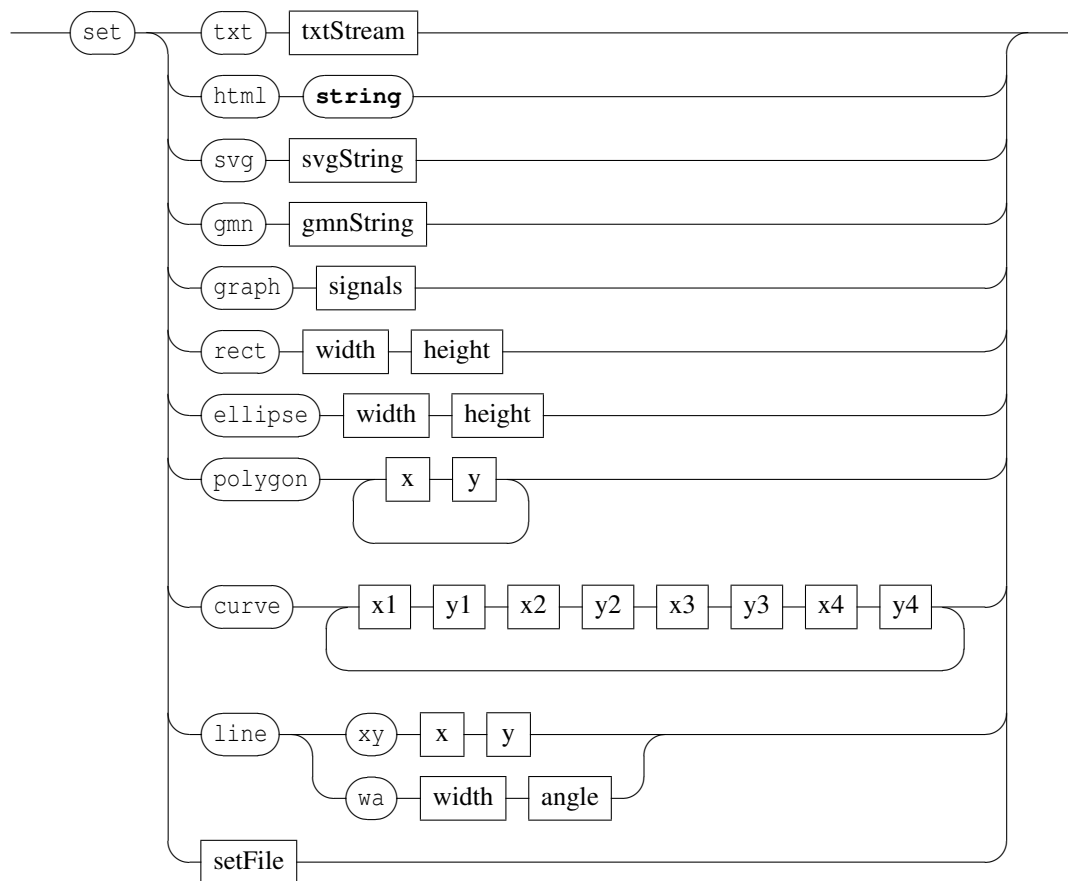 set txt txtStream
html string
svg svgString
gmn gmnString
graph signals
rect width height
ellipse width height
polygon x y
curve x1 y1 x2 y2 x3 y3 x4 y4
line xy x y
wa width angle
setFile